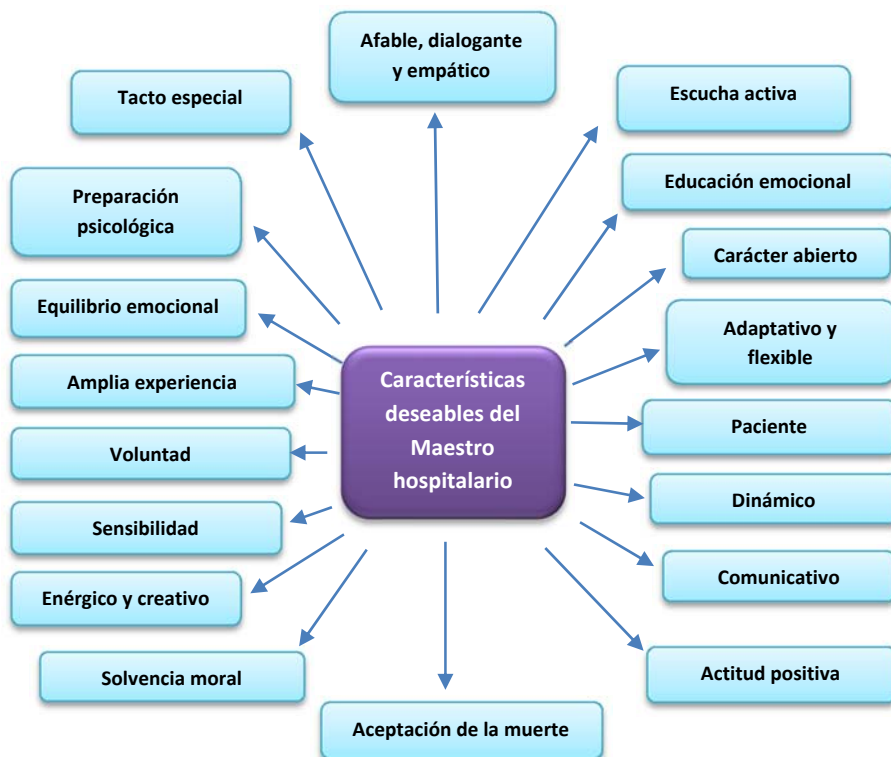 Afable, dialogante
y empático
Tacto especial
Escucha activa
Educación emocional
Preparación
psicológica
Carácter abierto
Equilibrio emocional
Adaptativo y
flexible
Amplia experiencia
Características
deseables del
Maestro
hospitalario
Paciente
Voluntad
Dinámico
Sensibilidad
Comunicativo
Enérgico y creativo
Actitud positiva
Solvencia moral
Aceptación de la muerte